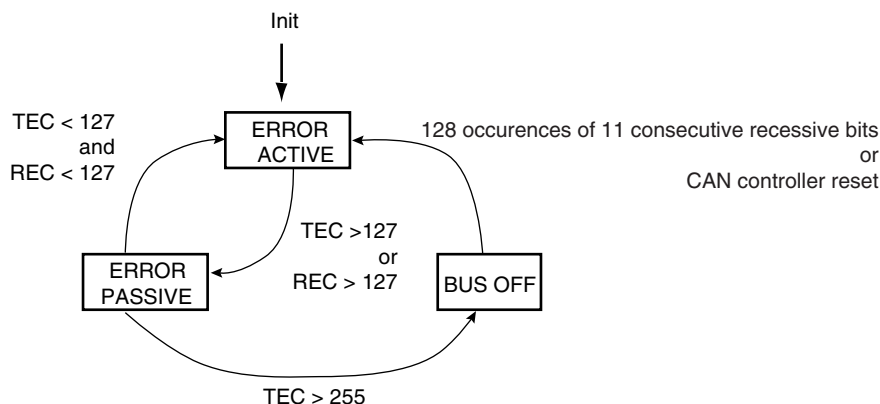 Init
TEC < 127
and
REC < 127
ERROR
ACTIVE
128 occurences of 11 consecutive recessive bits
or
CAN controller reset
TEC >127
or
REC > 127
ERROR
PASSIVE
BUS OFF
TEC > 255